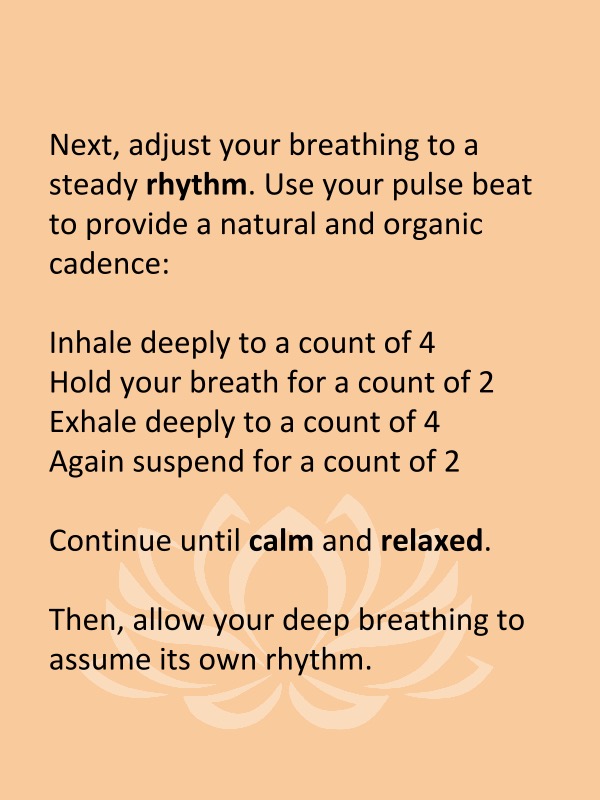 Next, adjust your breathing to a
steady rhythm. Use your pulse beat
to provide a natural and organic
cadence:
Inhale deeply to a count of 4
Hold your breath for a count of 2
Exhale deeply to a count of 4
Again suspend for a count of 2
Continue until calm and relaxed.
Then, allow your deep breathing to
assume its own rhythm.